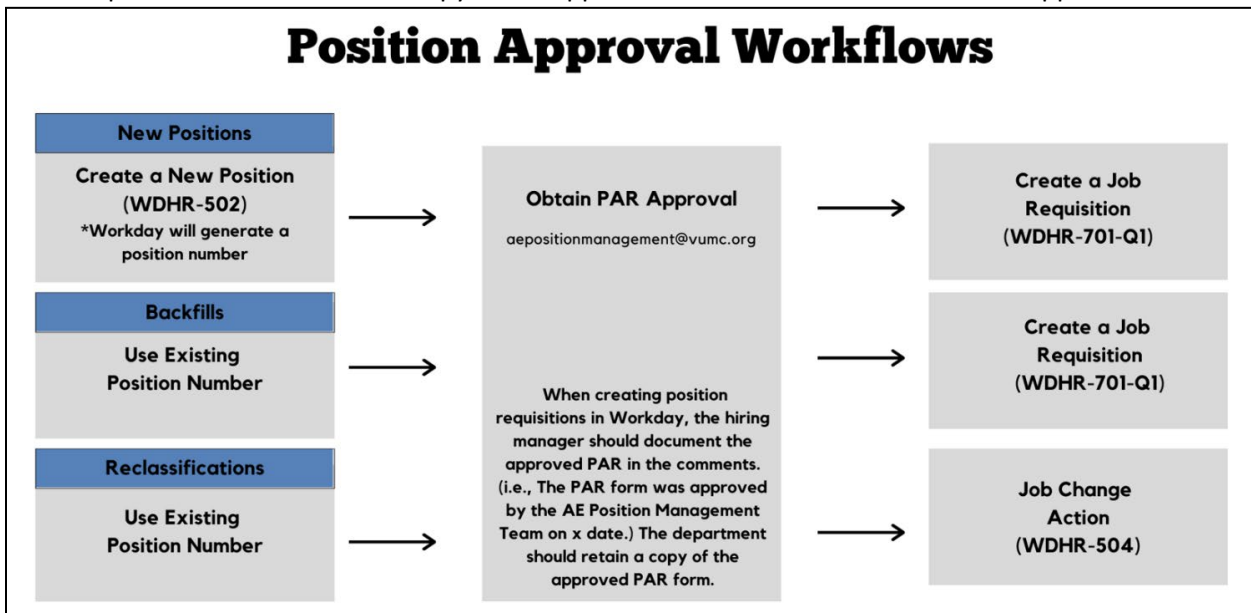 Position Approval Workflows
New Positions
Create a New Position
(WDHR-502)
*Workday will generate a
position number
Backfills
Use Existing
Position Number
Reclassifications
Use Existing
Position Number
Obtain PAR Approval
aepositionmanagement@vumc.org
When creating position
requisitions in Workday, the hiring
manager should document the
approved PAR in the comments.
(i.e., The PAR form was approved
by the AE Position Management
Team on x date.) The department
should retain a copy of the
approved PAR form.
Create a Job
Requisition
(WDHR-701-Q1)
Create a Job
Requisition
(WDHR-701-Q1)
Job Change
Action
(WDHR-504)